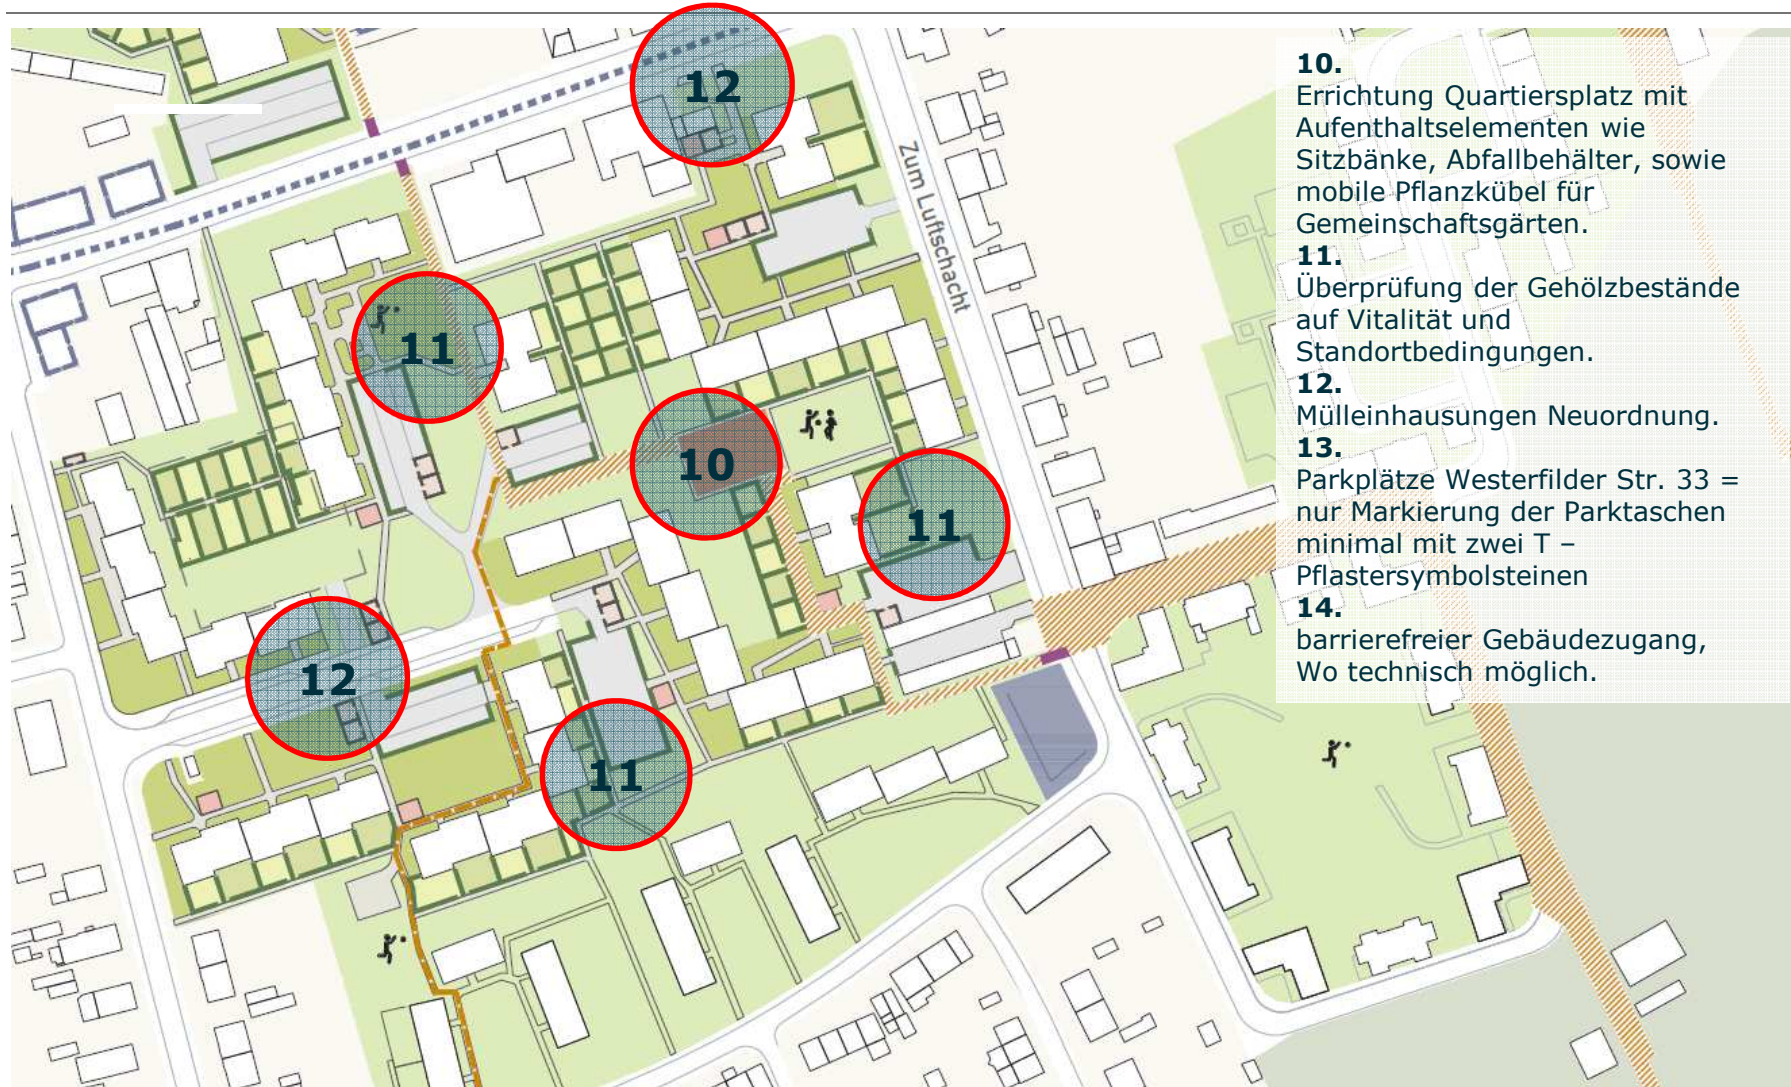 12
Zum Luftschacht
11
10
11
12
11
10.
Errichtung Quartiersplatz mit
Aufenthaltselementen wie
Sitzbänke, Abfallbehälter, sowie
mobile Pflanzkübel für
Gemeinschaftsgärten.
11.
Überprüfung der Gehölzbestände
auf Vitalität und
Standortbedingungen.
12.
Mülleinhausungen Neuordnung.
13.
Parkplätze Westerfilder Str. 33 =
nur Markierung der Parktaschen
minimal mit zwei T –
Pflastersymbolsteinen
14.
barrierefreier Gebäudezugang,
Wo technisch möglich.